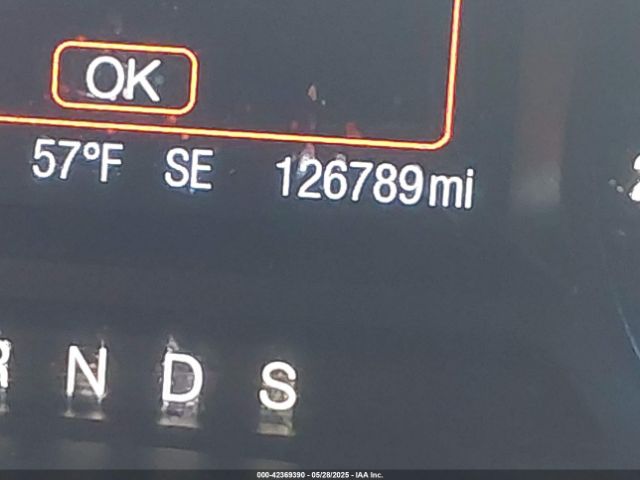 OK
57°F SE 126789mi
N D S
000-42369390 - 05/28/2025 - IAA Inc.